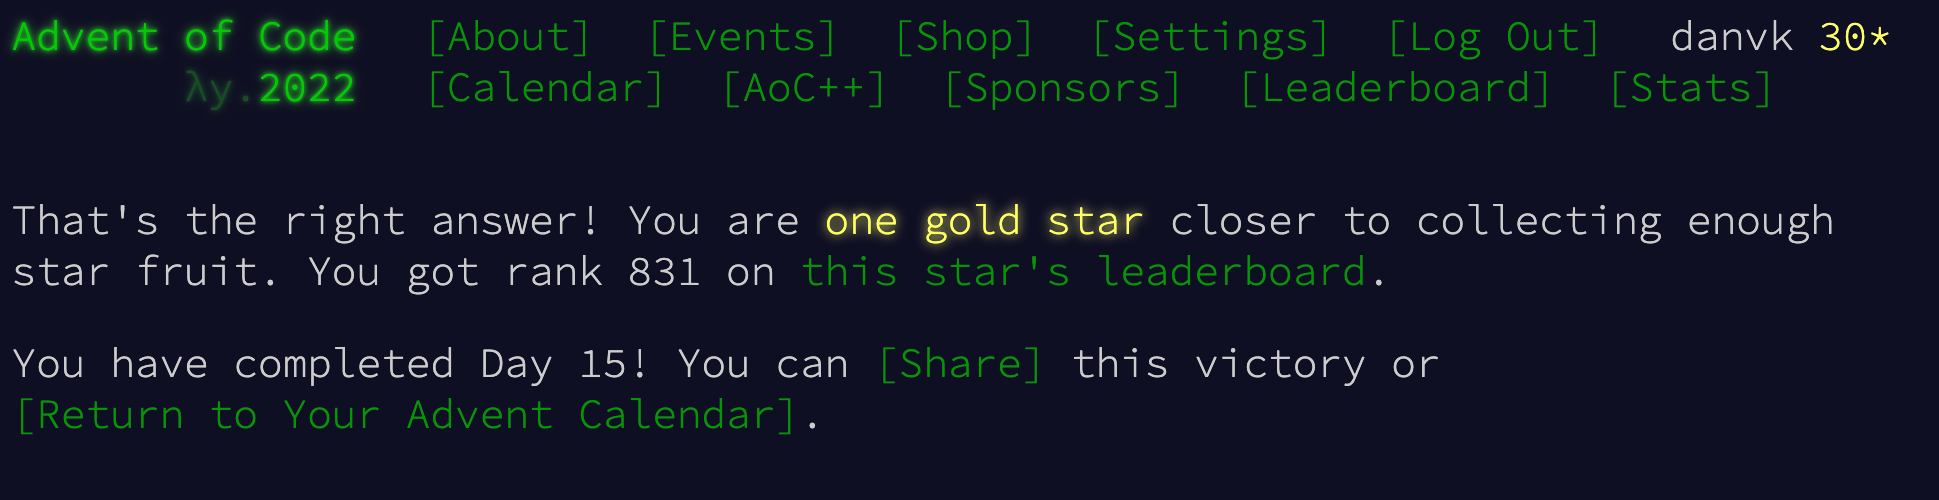 Advent of Code [About] [Events] [Shop] [Settings] [Log Out] danvk 30*
λy.2022 [Calendar] [AoC++] [Sponsors] [Leaderboard] [Stats]
That's the right answer! You are one gold star closer to collecting enough
star fruit. You got rank 831 on this star's leaderboard.
You have completed Day 15! You can [Share] this victory or
[Return to Your Advent Calendar].